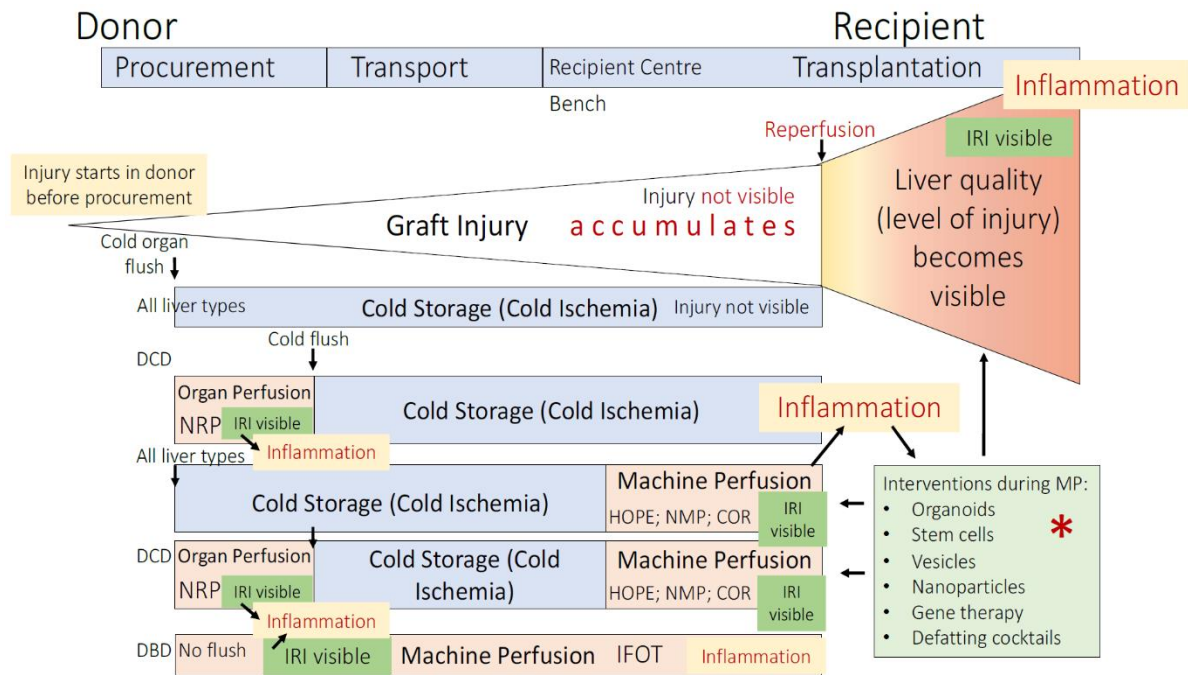 Donor
Recipient
Procurement
Transport
Recipient Centre
Transplantation
Bench
Inflammation
Reperfusion
IRI visible
Injury starts in donor
before procurement
Injury not visible
Graft Injury
accumulates
Liver quality
(level of injury)
becomes
visible
Cold organ
flush
All liver types
Cold Storage (Cold Ischemia)
Injury not visible
Cold flush
DCD
Organ Perfusion
NRP
IRI visible
Inflammation
Cold Storage (Cold Ischemia)
Inflammation
All liver types
Cold Storage (Cold Ischemia)
Machine Perfusion
HOPE; NMP; COR
IRI
visible
Interventions during MP:
• Organoids
• Stem cells
• Vesicles
• Nanoparticles
• Gene therapy
• Defatting cocktails
*
DCD
Organ Perfusion
NRP
IRI visible
Inflammation
Cold Storage (Cold
Ischemia)
Machine Perfusion
HOPE; NMP; COR
IRI
visible
DBD
No flush
IRI visible
Machine Perfusion
IFOT
Inflammation